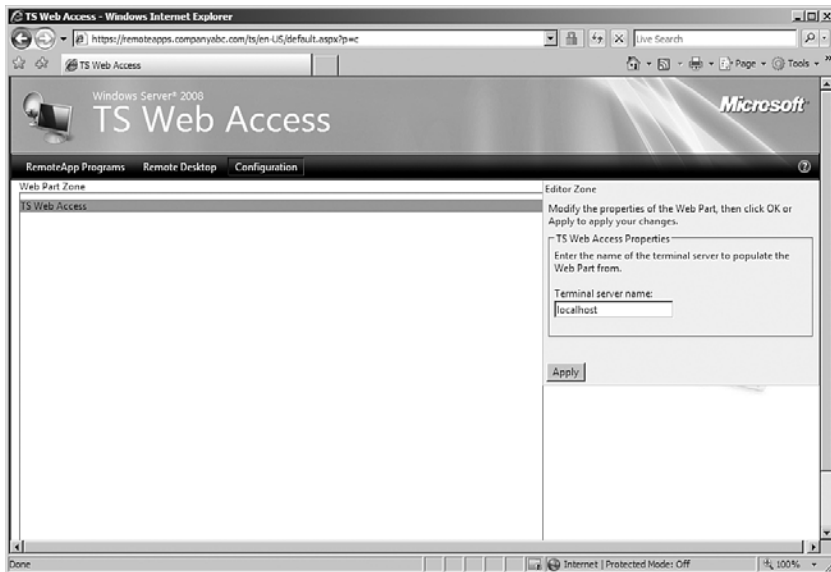 TS Web Access - Windows Internet Explorer
https://remoteapps.companyabc.com/ts/en-US/default.aspx?p=c
Live Search
TS Web Access
Page
Tools
Windows Server® 2008
TS Web Access
Microsoft
RemoteApp Programs Remote Desktop Configuration
Web Part Zone
TS Web Access
Editor Zone
Modify the properties of the Web Part, then click OK or
Apply to apply your changes.
TS Web Access Properties
Enter the name of the terminal server to populate the
Web Part from.
Terminal server name:
localhost
Apply
Done
Internet | Protected Mode: Off
100%